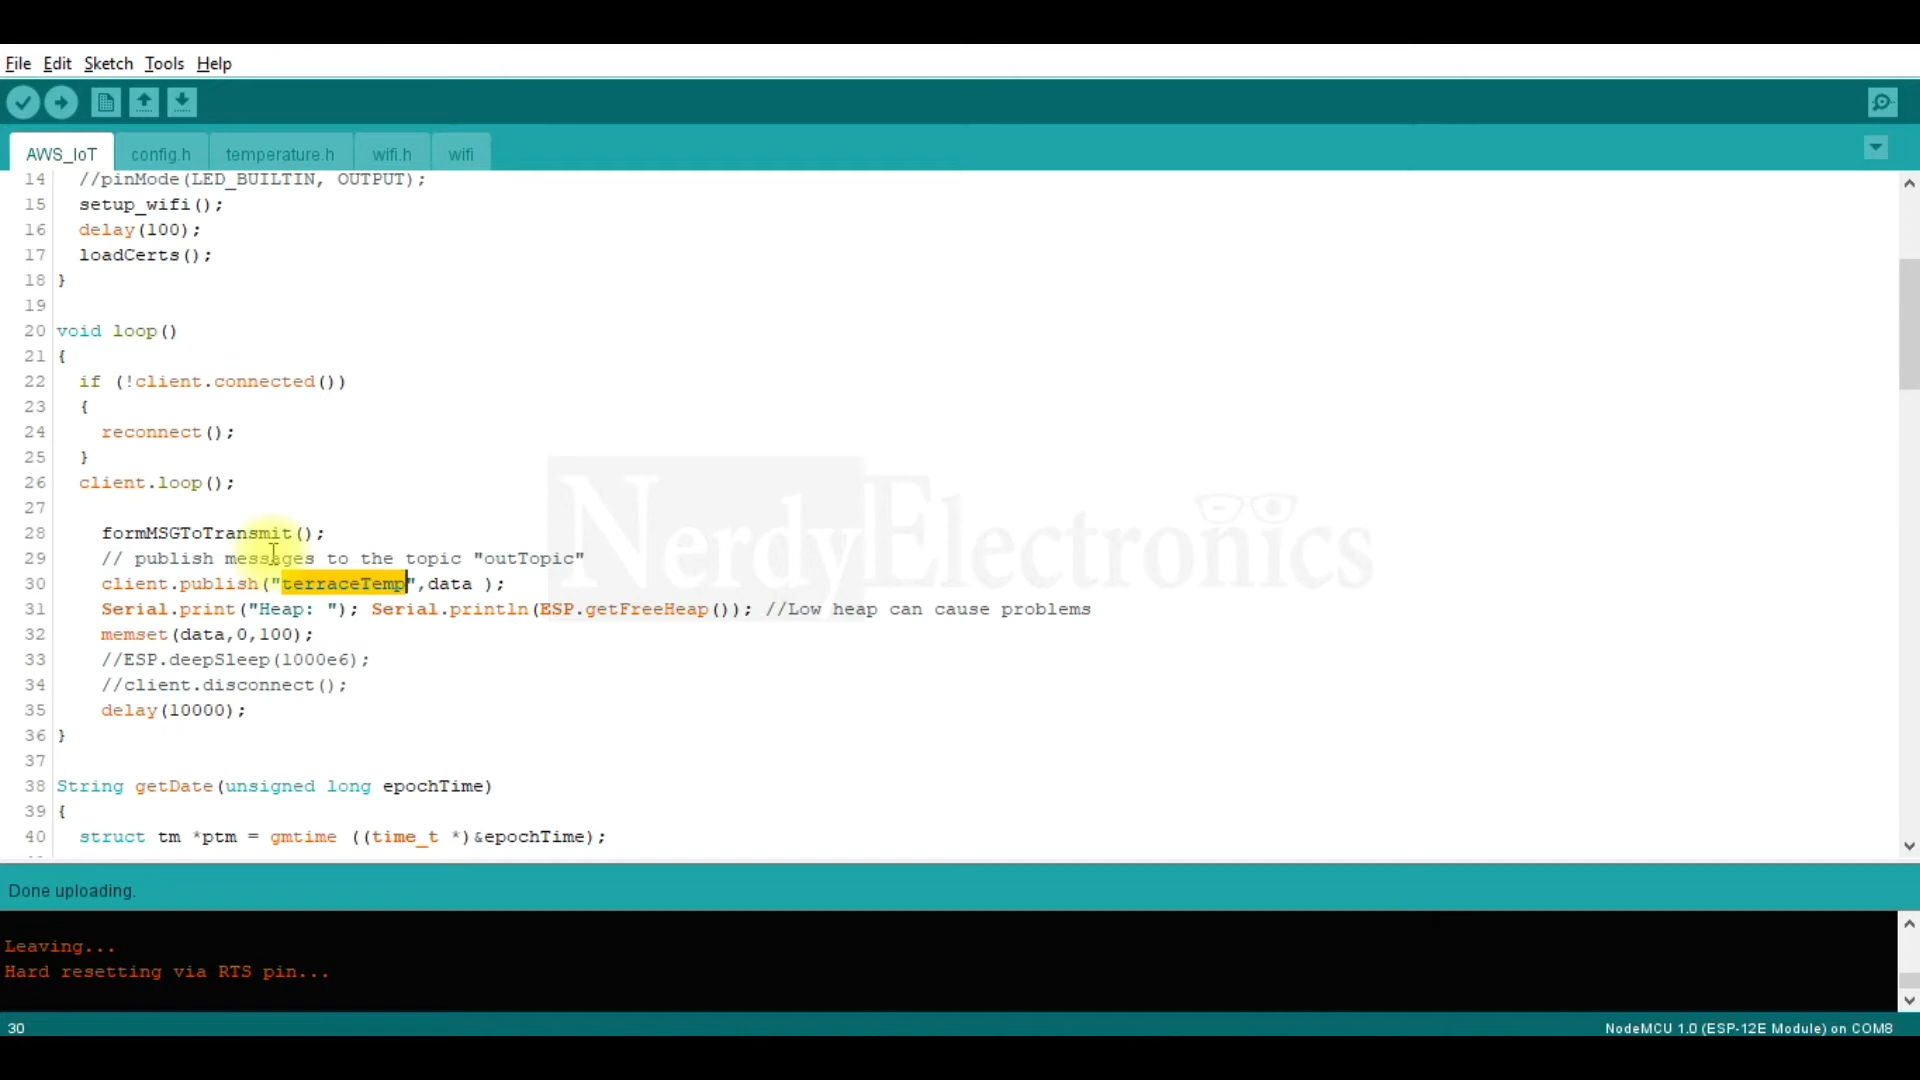 File Edit Sketch Tools Help
AWS_IoT config.h temperature.h wifi.h wifi
14 //pinMode(LED_BUILTIN, OUTPUT);
15 setup_wifi();
16 delay(100);
17 loadCerts();
18 }
19
20 void loop()
21 {
22 if (!client.connected())
23 {
24 reconnect();
25 }
26 client.loop();
27
28 formMSGToTransmit();
29 // publish messages to the topic "outTopic"
30 client.publish("terraceTemp",data );
31 Serial.print("Heap: "); Serial.println(ESP.getFreeHeap()); //Low heap can cause problems
32 memset(data,0,100);
33 //ESP.deepSleep(1000e6);
34 //client.disconnect();
35 delay(10000);
36 }
37
38 String getDate(unsigned long epochTime)
39 {
40 struct tm *ptm = gmtime ((time_t *)&epochTime);
NerdyElectronics
Done uploading.
Leaving...
Hard resetting via RTS pin...
30 NodeMCU 1.0 (ESP-12E Module) on COM8